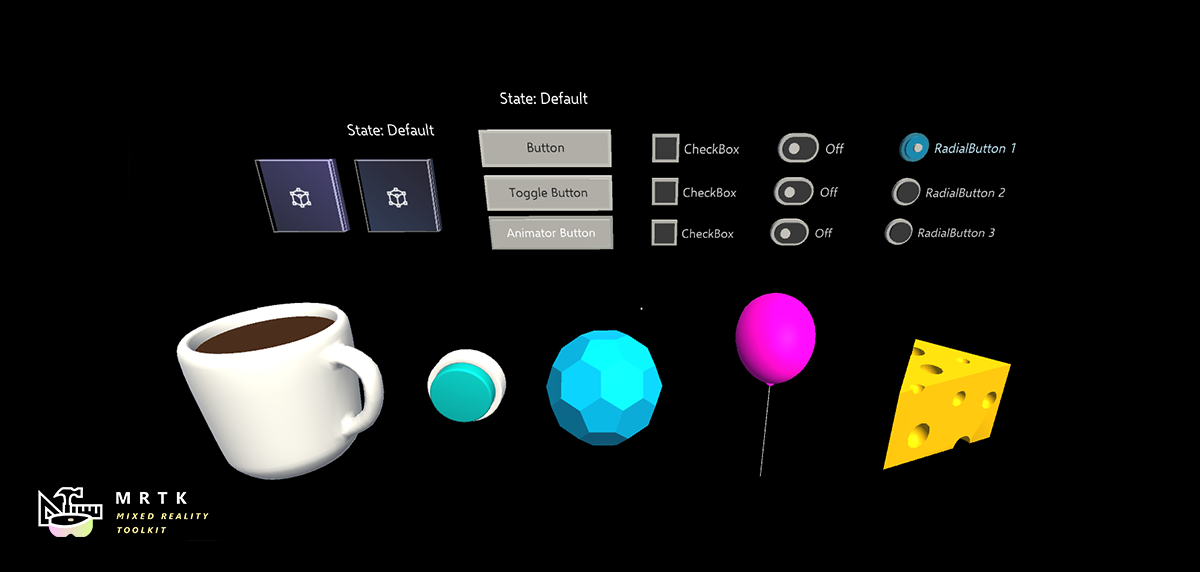 State: Default
State: Default
Button
CheckBox
Off
RadialButton 1
Toggle Button
CheckBox
Off
RadialButton 2
Animator Button
CheckBox
Off
RadialButton 3
MRTK
MIXED REALITY
TOOLKIT